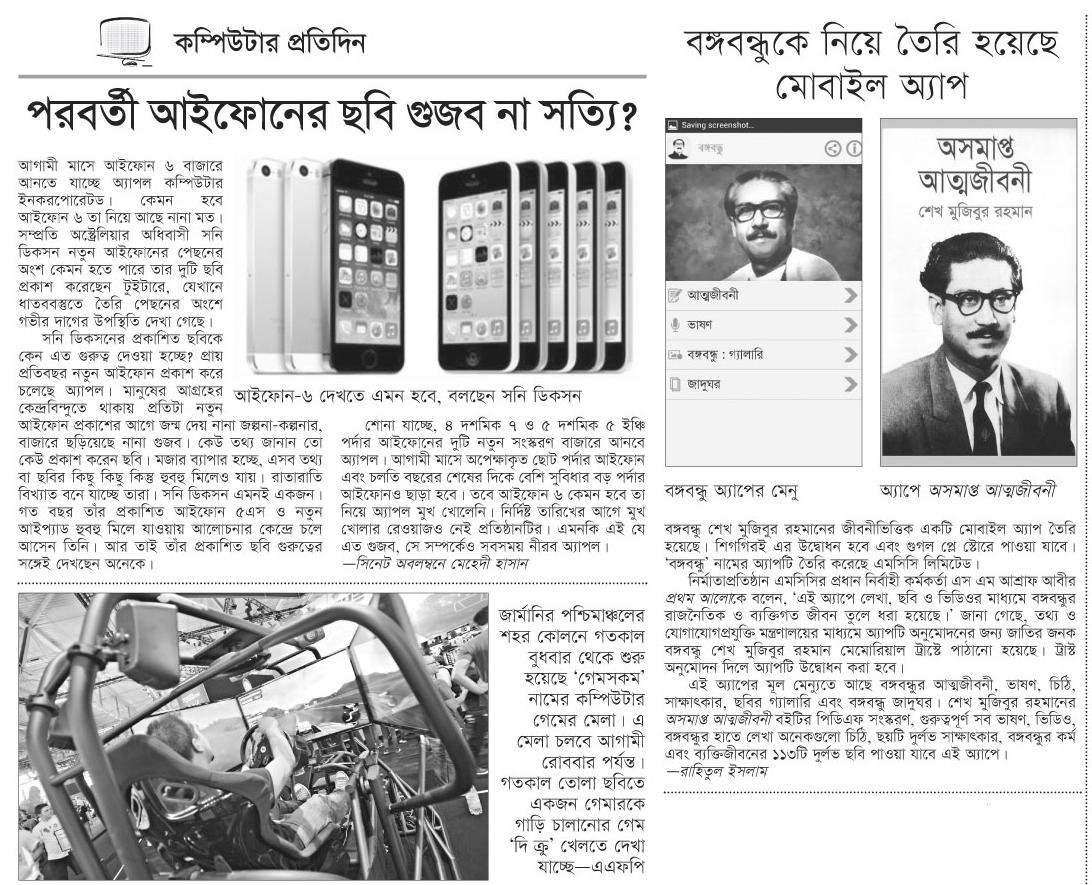 কম্পিউটার প্রতিদিন
পরবর্তী আইফোনের ছবি গুজব না সত্যি?
আগামী মাসে আইফোন ৬ বাজারে
আনতে যাচ্ছে অ্যাপল কম্পিউটার
ইনকরপোরেটড। কেমন হবে
আইফোন ৬ তা নিয়ে আছে নানা মত।
সম্প্রতি অস্ট্রেলিয়ার অধিবাসী সনি
ডিকসন নতুন আইফোনের পেছনের
অংশ কেমন হতে পারে তার দুটি ছবি
প্রকাশ করেছেন টুইটারে, যেখানে
ধাতববস্তুতে তৈরি পেছনের অংশে
গভীর দাগের উপস্থিতি দেখা গেছে।
সনি ডিকসনের প্রকাশিত ছবিকে
কেন এত গুরুত্ব দেওয়া হচ্ছে? প্রায়
প্রতিবছর নতুন আইফোন প্রকাশ করে
চলেছে অ্যাপল। মানুষের আগ্রহের
কেন্দ্রবিন্দুতে থাকায় প্রতিটা নতুন
আইফোন প্রকাশের আগে জন্ম দেয় নানা জল্পনা-কল্পনার,
বাজারে ছড়িয়েছে নানা গুজব। কেউ তথ্য জানান তো
কেউ প্রকাশ করেন ছবি। মজার ব্যাপার হচ্ছে, এসব তথ্য
বা ছবির কিছু কিছু কিন্তু হুবহু মিলেও যায়। রাতারাতি
বিখ্যাত বনে যাচ্ছে তারা। সনি ডিকসন এমনই একজন।
গত বছর তাঁর প্রকাশিত আইফোন ৫এস ও নতুন
আইপ্যাড হুবহু মিলে যাওয়ায় আলোচনার কেন্দ্রে চলে
আসেন তিনি। আর তাই তাঁর প্রকাশিত ছবি গুরুত্বের
সঙ্গেই দেখছেন অনেকে।
আইফোন-৬ দেখতে এমন হবে, বলছেন সনি ডিকসন
শোনা যাচ্ছে, ৪ দশমিক ৭ ও ৫ দশমিক ৫ ইঞ্চি
পর্দার আইফোনের দুটি নতুন সংস্করণ বাজারে আনবে
অ্যাপল। আগামী মাসে অপেক্ষাকৃত ছোট পর্দার আইফোন
এবং চলতি বছরের শেষের দিকে বেশি সুবিধার বড় পর্দার
আইফোনও ছাড়া হবে। তবে আইফোন ৬ কেমন হবে তা
নিয়ে অ্যাপল মুখ খোলেনি। নির্দিষ্ট তারিখের আগে মুখ
খোলার রেওয়াজও নেই প্রতিষ্ঠানটির। এমনকি এই যে
এত গুজব, সে সম্পর্কেও সবসময় নীরব অ্যাপল।
—সিনেট অবলম্বনে মেহেদী হাসান
জার্মানির পশ্চিমাঞ্চলের
শহর কোলনে গতকাল
বুধবার থেকে শুরু
হয়েছে ‘গেমসকম’
নামের কম্পিউটার
গেমের মেলা। এ
মেলা চলবে আগামী
রোববার পর্যন্ত।
গতকাল তোলা ছবিতে
একজন গেমারকে
গাড়ি চালানোর গেম
‘দি ক্রু’ খেলতে দেখা
যাচ্ছে—এএফপি
বঙ্গবন্ধুকে নিয়ে তৈরি হয়েছে
মোবাইল অ্যাপ
Saving screenshot...
বঙ্গবন্ধু
আত্মজীবনী
ভাষণ
বঙ্গবন্ধু : গ্যালারি
জাদুঘর
অসমাপ্ত
আত্মজীবনী
শেখ মুজিবুর রহমান
বঙ্গবন্ধু অ্যাপের মেনু
অ্যাপে অসমাপ্ত আত্মজীবনী
বঙ্গবন্ধু শেখ মুজিবুর রহমানের জীবনীভিত্তিক একটি মোবাইল অ্যাপ তৈরি
হয়েছে। শিগগিরই এর উদ্বোধন হবে এবং গুগল প্লে স্টোরে পাওয়া যাবে।
‘বঙ্গবন্ধু’ নামের অ্যাপটি তৈরি করেছে এমসিসি লিমিটেড।
নির্মাতাপ্রতিষ্ঠান এমসিসির প্রধান নির্বাহী কর্মকর্তা এস এম আশ্রাফ আবীর
প্রথম আলোকে বলেন, ‘এই অ্যাপে লেখা, ছবি ও ভিডিওর মাধ্যমে বঙ্গবন্ধুর
রাজনৈতিক ও ব্যক্তিগত জীবন তুলে ধরা হয়েছে।’ জানা গেছে, তথ্য ও
যোগাযোগপ্রযুক্তি মন্ত্রণালয়ের মাধ্যমে অ্যাপটি অনুমোদনের জন্য জাতির জনক
বঙ্গবন্ধু শেখ মুজিবুর রহমান মেমোরিয়াল ট্রাস্টে পাঠানো হয়েছে। ট্রাস্ট
অনুমোদন দিলে অ্যাপটি উদ্বোধন করা হবে।
এই অ্যাপের মূল মেন্যুতে আছে বঙ্গবন্ধুর আত্মজীবনী, ভাষণ, চিঠি,
সাক্ষাৎকার, ছবির গ্যালারি এবং বঙ্গবন্ধু জাদুঘর। শেখ মুজিবুর রহমানের
অসমাপ্ত আত্মজীবনী বইটির পিডিএফ সংস্করণ, গুরুত্বপূর্ণ সব ভাষণ, ভিডিও,
বঙ্গবন্ধুর হাতে লেখা অনেকগুলো চিঠি, ছয়টি দুর্লভ সাক্ষাৎকার, বঙ্গবন্ধুর কর্ম
এবং ব্যক্তিজীবনের ১১৩টি দুর্লভ ছবি পাওয়া যাবে এই অ্যাপে।
—রাহিতুল ইসলাম